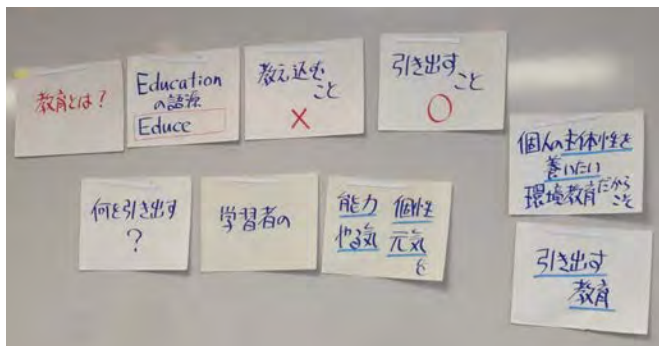 教育とは?
Education
の語源
Educe
教え込む
こと
×
引き出す
こと
○
何を引き出す
?
学習者の
能力 個性
やる気 元気
を
個人の主体性を
養いたい
環境教育だから
こそ
引き出す
教育